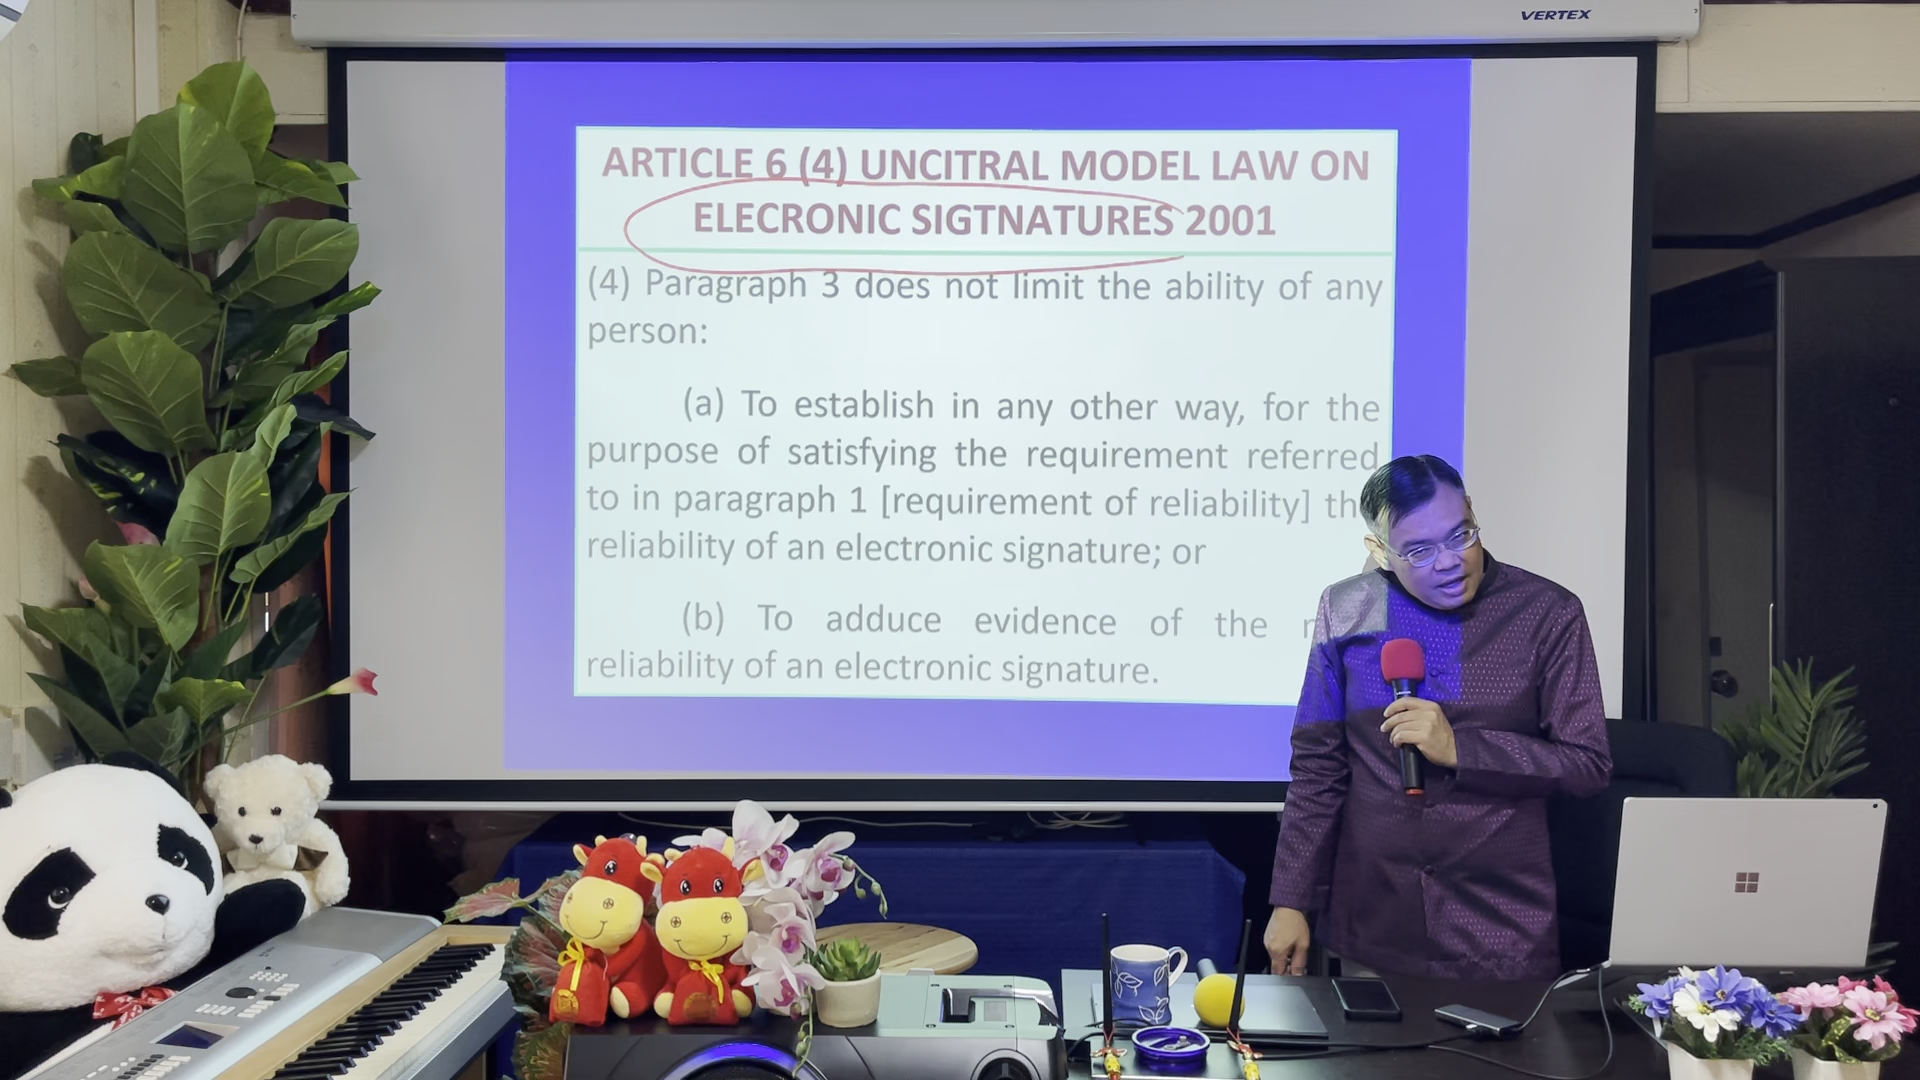 VERTEX
ARTICLE 6 (4) UNCITRAL MODEL LAW ON
ELECRONIC SIGTNATURES 2001
(4) Paragraph 3 does not limit the ability of any
person:
(a) To establish in any other way, for the
purpose of satisfying the requirement referred
to in paragraph 1 [requirement of reliability] th
reliability of an electronic signature; or
(b) To adduce evidence of the
reliability of an electronic signature.